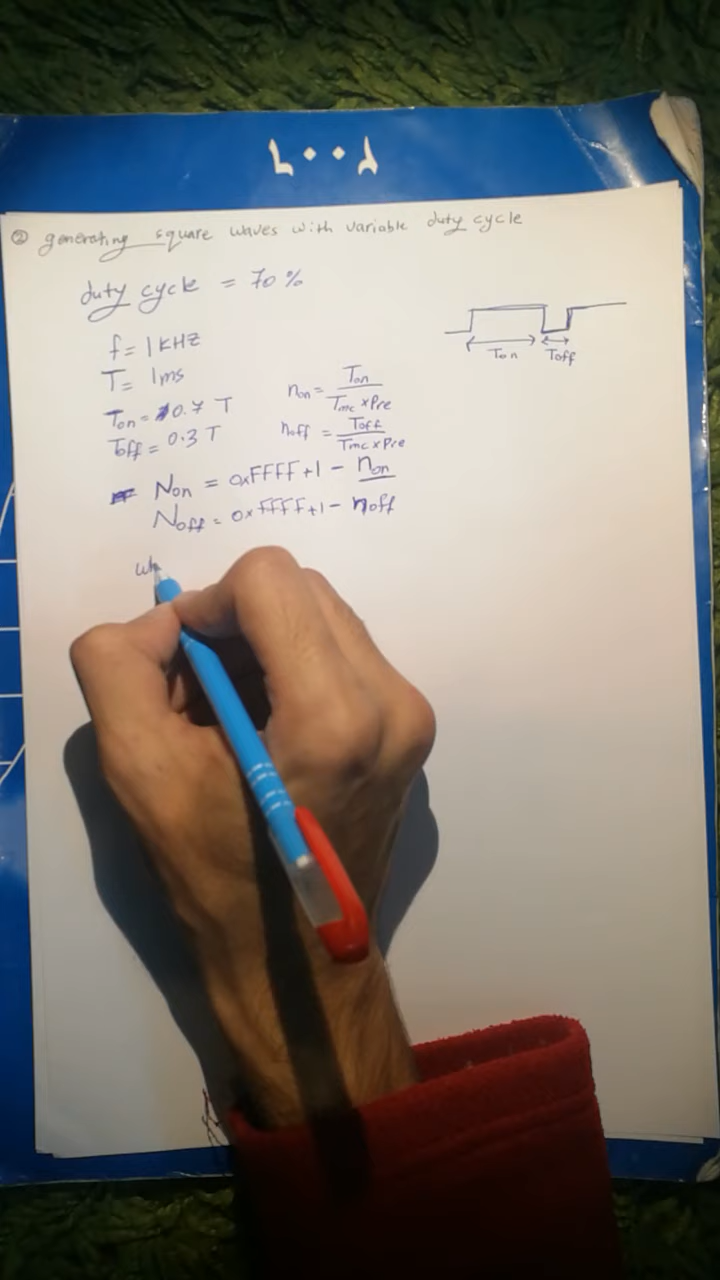 ② generating square waves with variable duty cycle
duty cycle = 70%
f = 1 KHZ
T = 1ms
Ton = 0.7 T
Toff = 0.3 T
non = Ton / Tmc × Pre
noff = Toff / Tmc × Pre
Ton Toff
Non = 0xFFFF + 1 - non
Noff = 0xFFFF + 1 - noff